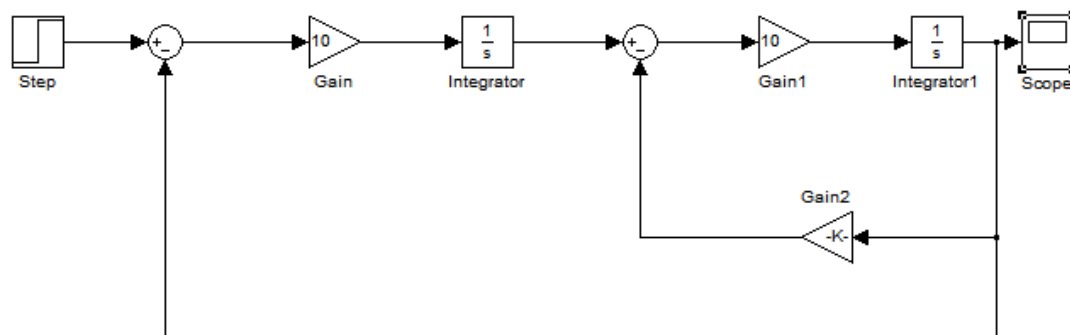 +
−
10
1
s
+
−
10
1
s
Step
Gain
Integrator
Gain1
Integrator1
Scope
Gain2
-K-